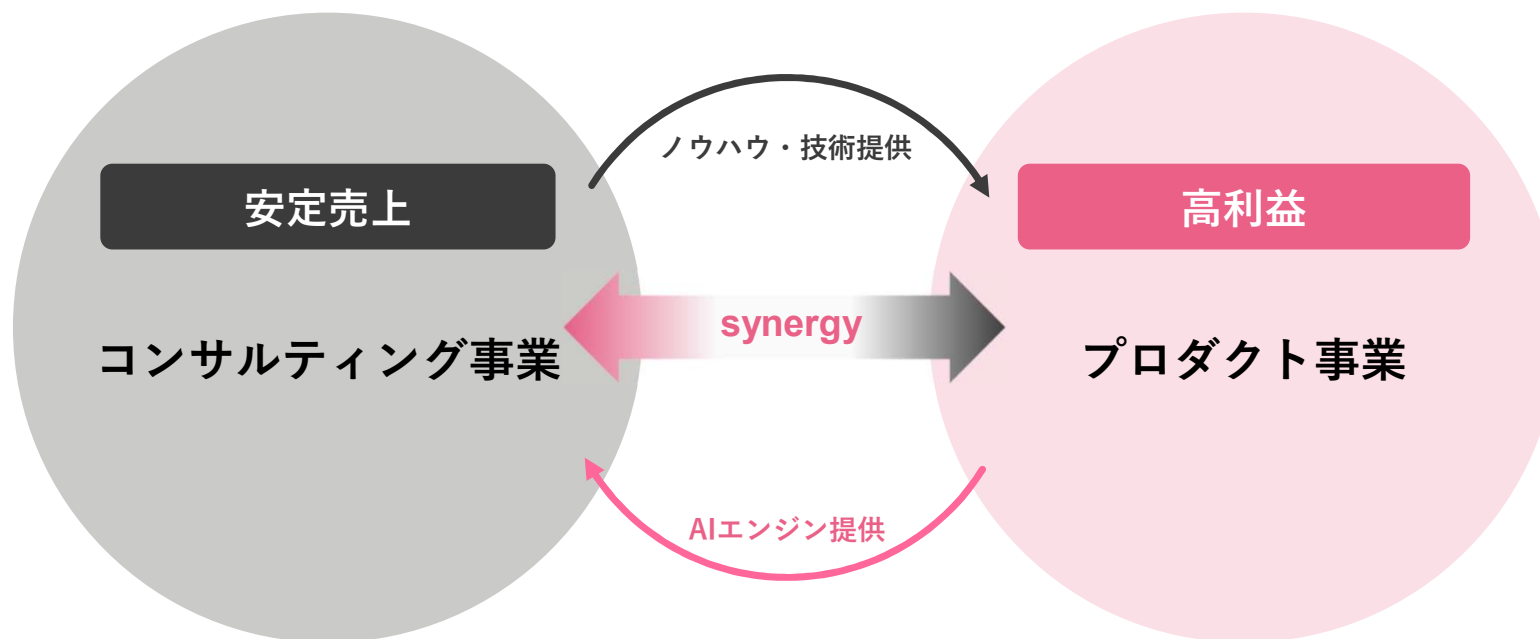 ノウハウ・技術提供
安定売上
高利益
synergy
コンサルティング事業
プロダクト事業
AIエンジン提供